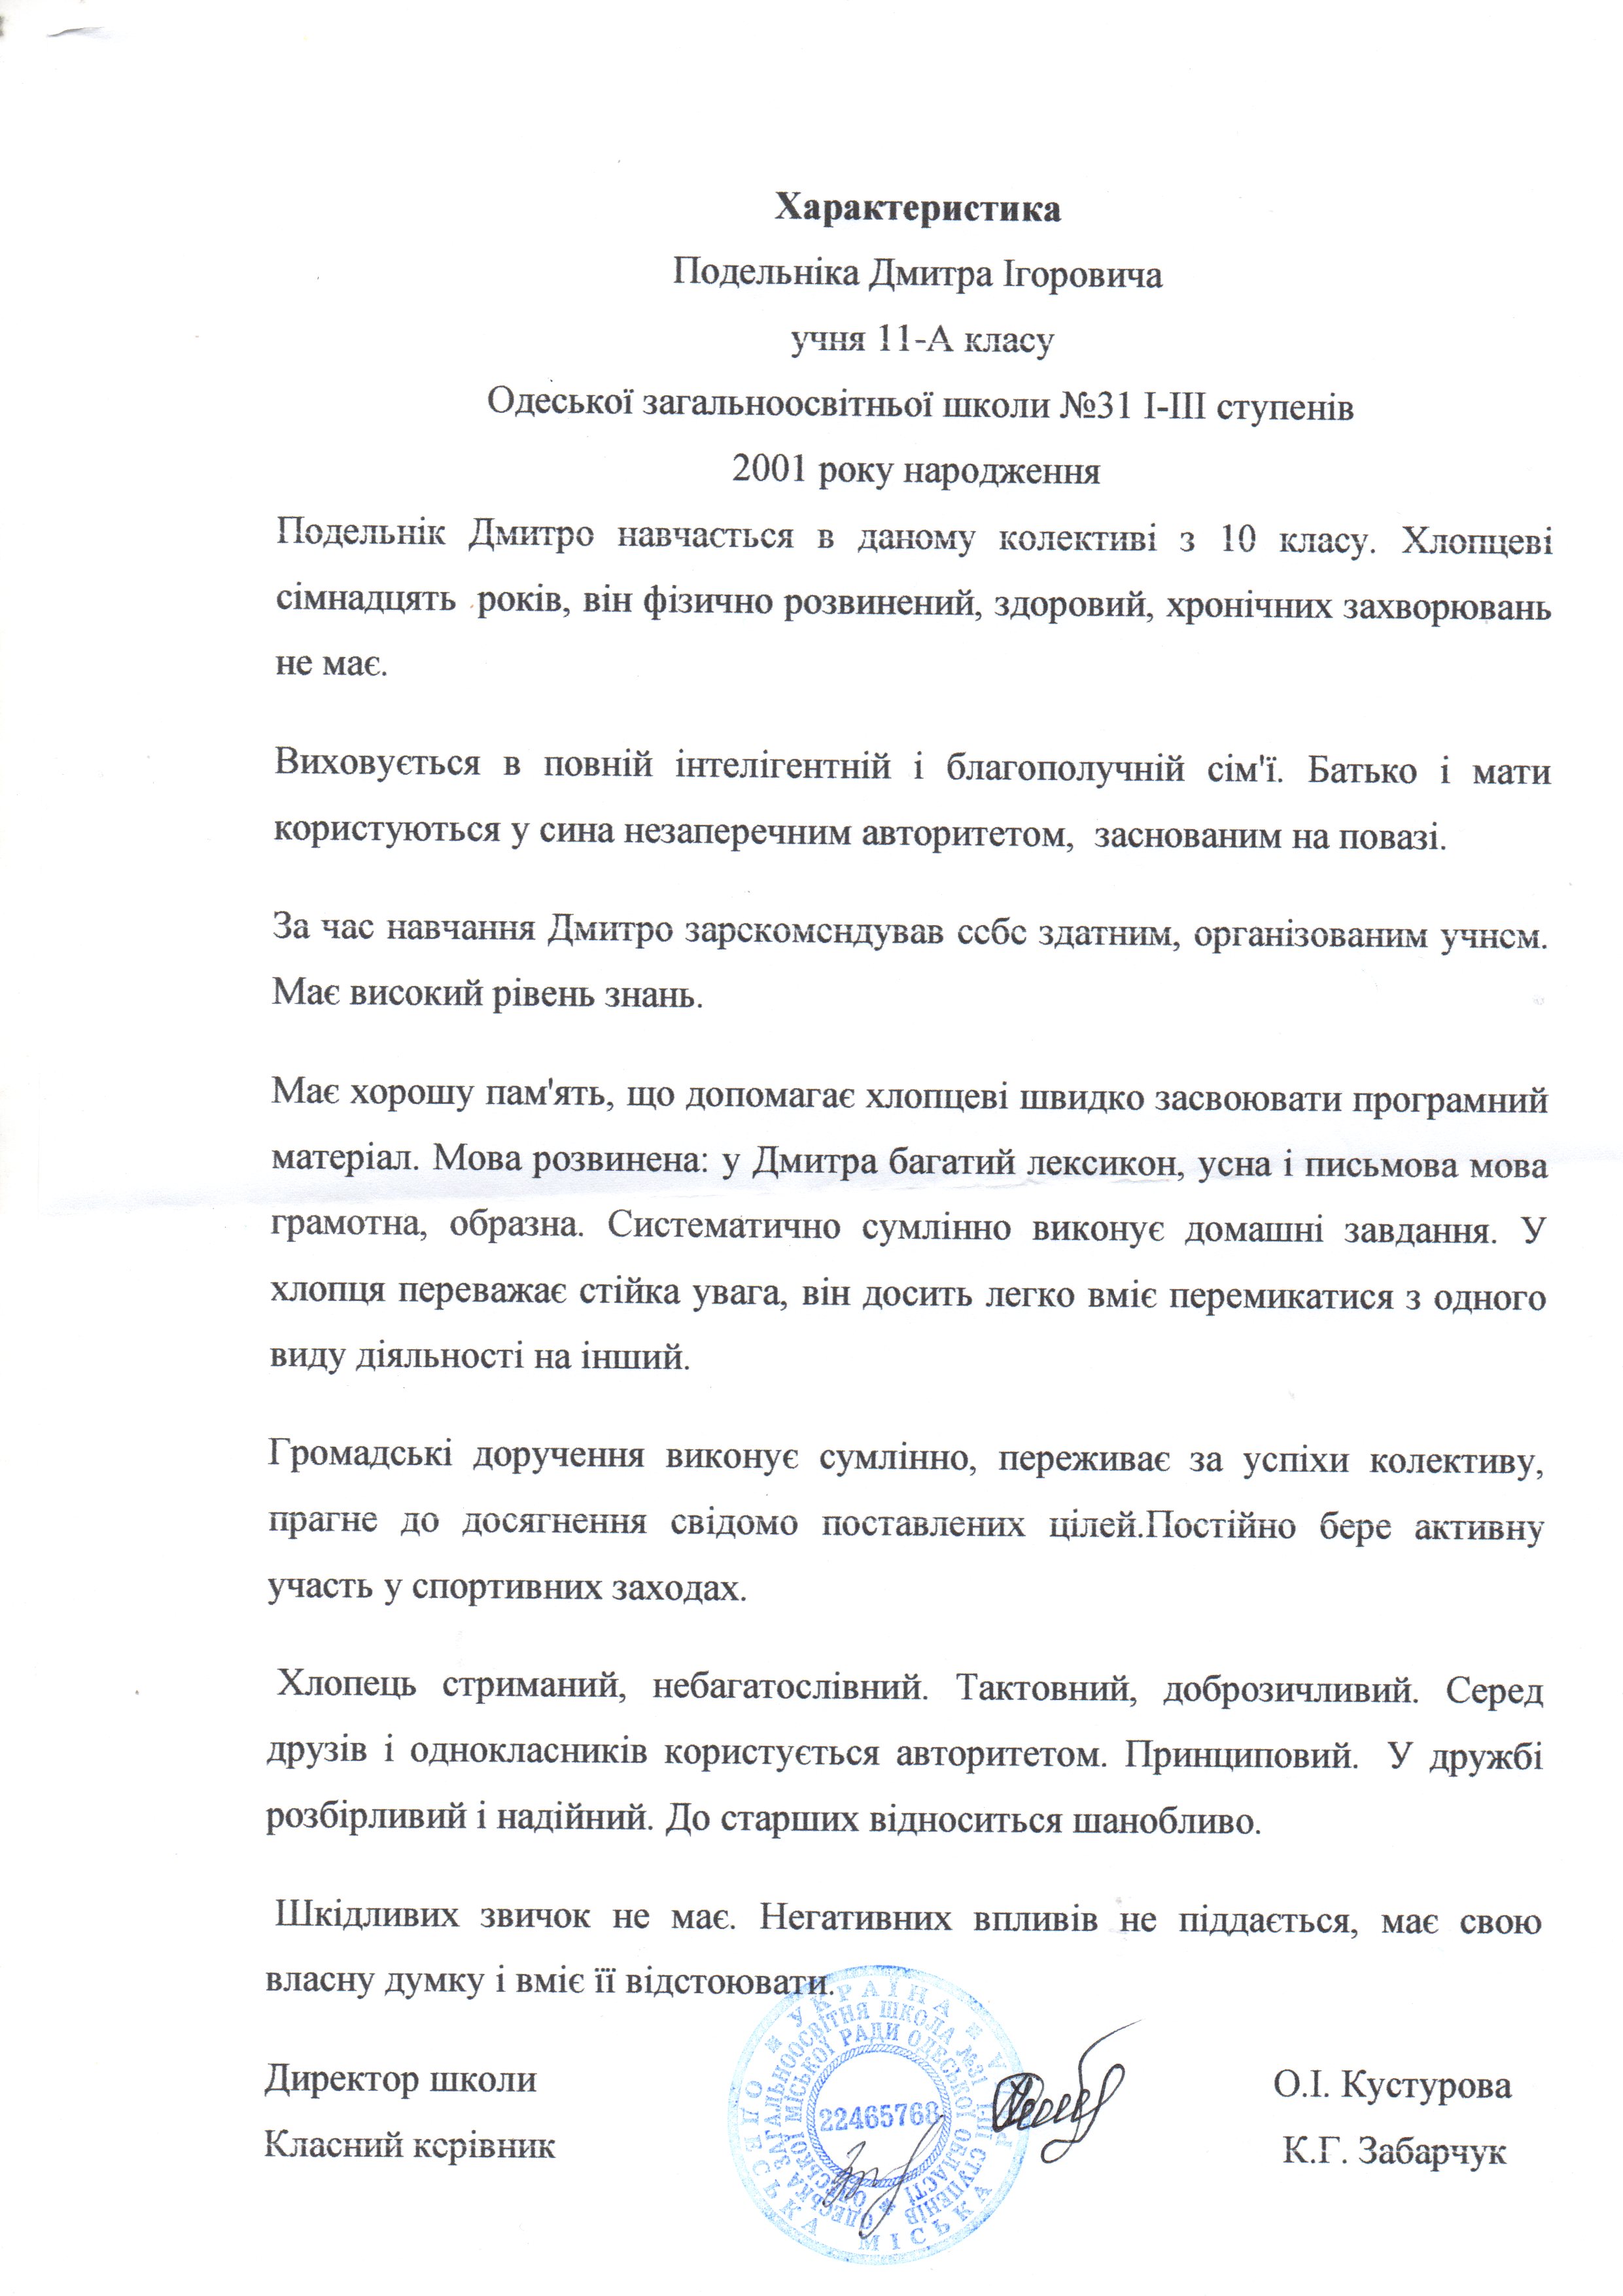 Характеристика
Подельніка Дмитра Ігоровича
учня 11-А класу
Одеської загальноосвітньої школи №31 І-ІІІ ступенів
2001 року народження
Подельнік Дмитро навчається в даному колективі з 10 класу. Хлопцеві
сімнадцять років, він фізично розвинений, здоровий, хронічних захворювань
не має.
Виховується в повній інтелігентній і благополучній сім'ї. Батько і мати
користуються у сина незаперечним авторитетом, заснованим на повазі.
За час навчання Дмитро зарекомендував себе здатним, організованим учнем.
Має високий рівень знань.
Має хорошу пам'ять, що допомагає хлопцеві швидко засвоювати програмний
матеріал. Мова розвинена: у Дмитра багатий лексикон, усна і письмова мова
грамотна, образна. Систематично сумлінно виконує домашні завдання. У
хлопця переважає стійка увага, він досить легко вміє перемикатися з одного
виду діяльності на інший.
Громадські доручення виконує сумлінно, переживає за успіхи колективу,
прагне до досягнення свідомо поставлених цілей.Постійно бере активну
участь у спортивних заходах.
Хлопець стриманий, небагатослівний. Тактовний, доброзичливий. Серед
друзів і однокласників користується авторитетом. Принциповий. У дружбі
розбірливий і надійний. До старших відноситься шанобливо.
Шкідливих звичок не має. Негативних впливів не піддається, має свою
власну думку і вміє її відстоювати.
Директор школи О.І. Кустурова
Класний керівник К.Г. Забарчук
УКРАЇНА
МІСЬКА
ОДЕСЬКА ЗАГАЛЬНООСВІТНЯ ШКОЛА №31 І-ІІІ СТУПЕНІВ
ОДЕСЬКОЇ МІСЬКОЇ РАДИ ОДЕСЬКОЇ ОБЛАСТІ
22465768